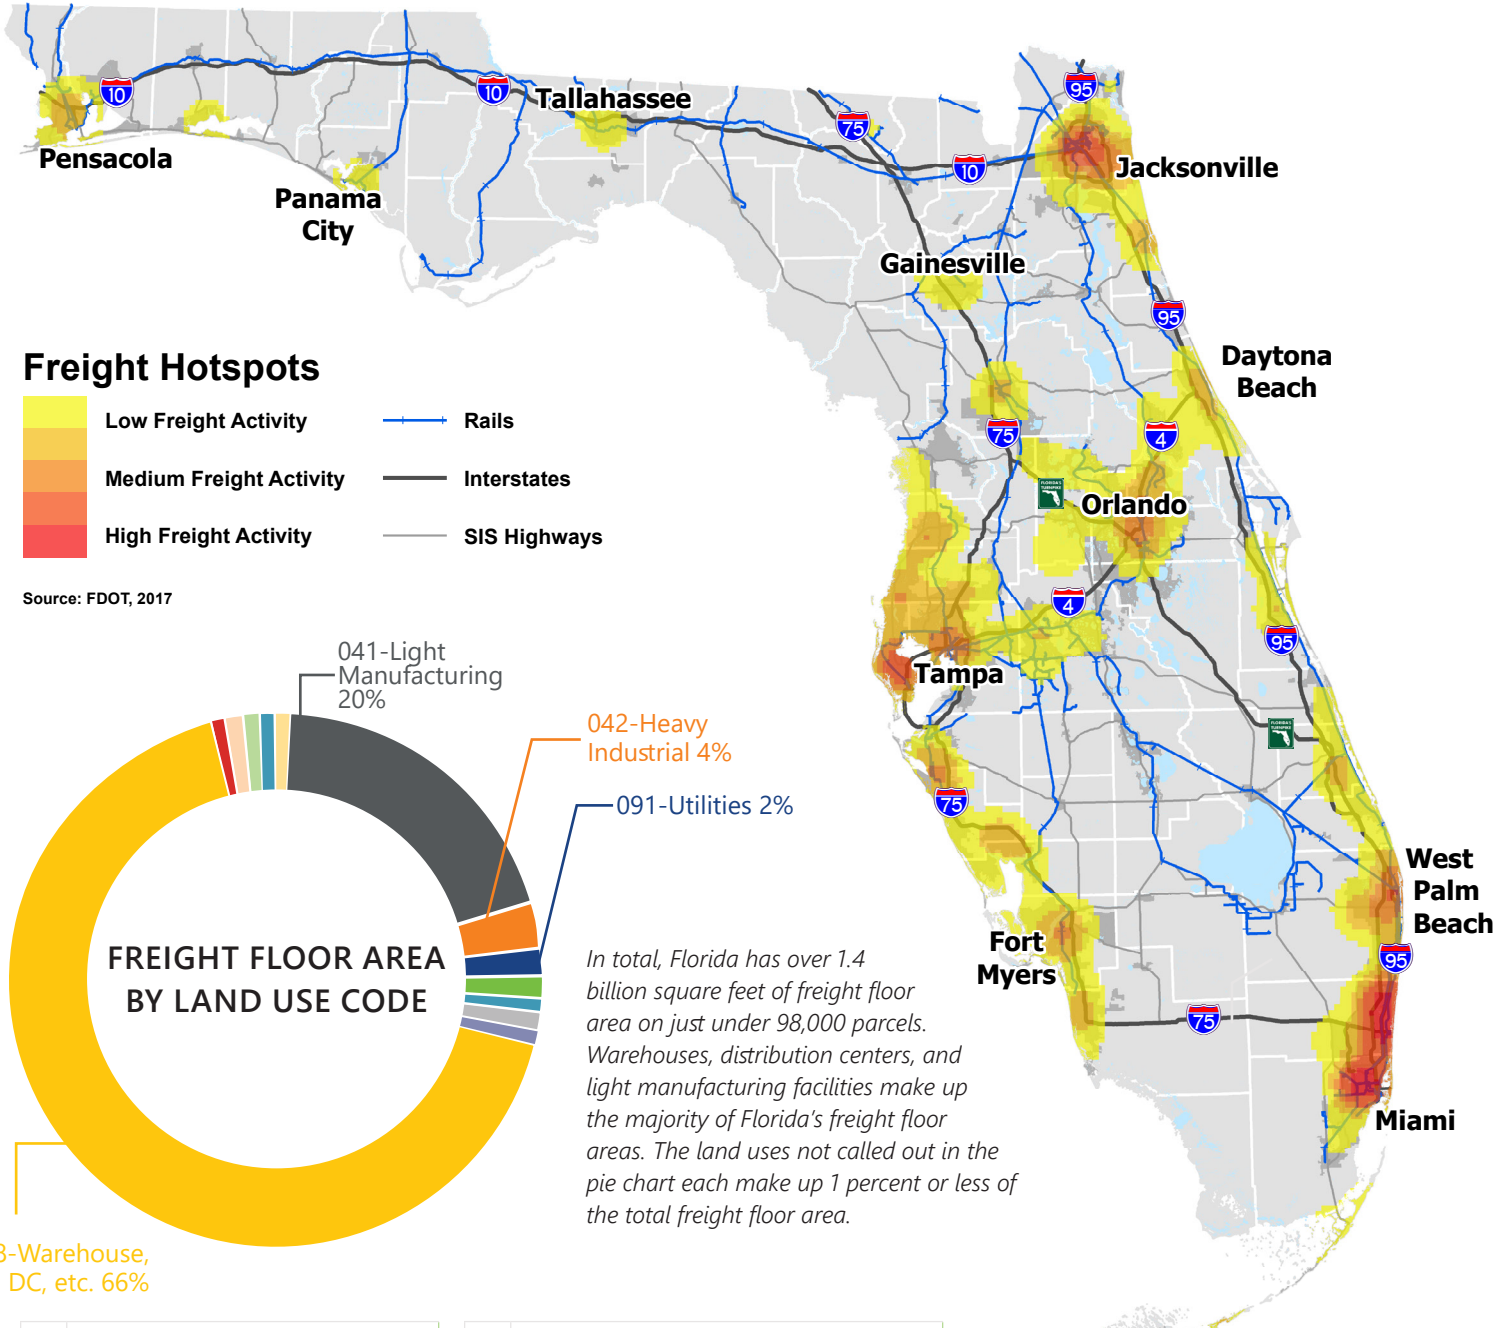 10
10
Tallahassee
75
95
Pensacola
10
Jacksonville
Panama
City
Gainesville
95
Freight Hotspots
Low Freight Activity
Medium Freight Activity
High Freight Activity
Rails
Interstates
SIS Highways
Source: FDOT, 2017
Daytona
Beach
75
4
FLORIDA'S
TURNPIKE
Orlando
4
95
Tampa
FLORIDA'S
TURNPIKE
75
West
Palm
Beach
Fort
Myers
95
75
Miami
041-Light
Manufacturing
20%
042-Heavy
Industrial 4%
091-Utilities 2%
FREIGHT FLOOR AREA
BY LAND USE CODE
3-Warehouse,
DC, etc. 66%
In total, Florida has over 1.4
billion square feet of freight floor
area on just under 98,000 parcels.
Warehouses, distribution centers, and
light manufacturing facilities make up
the majority of Florida's freight floor
areas. The land uses not called out in the
pie chart each make up 1 percent or less of
the total freight floor area.